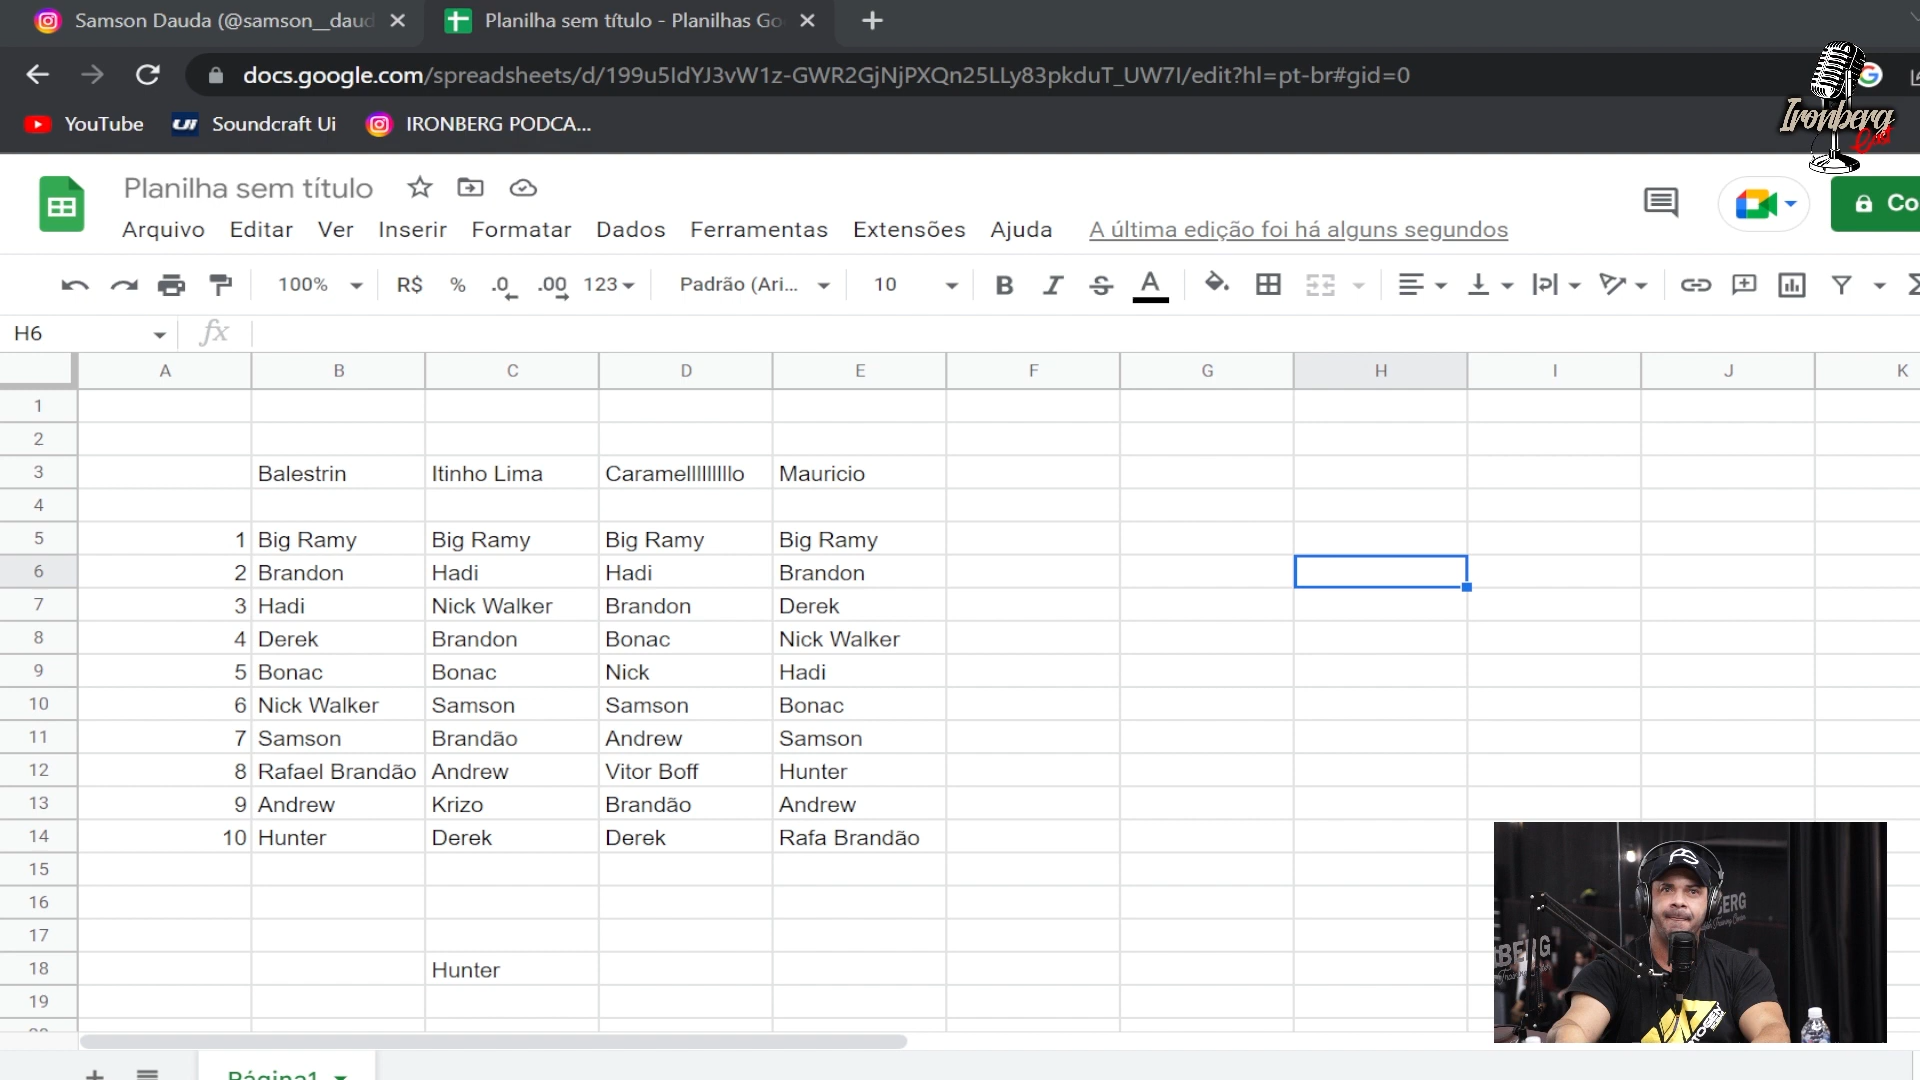 Samson Dauda (@samson__daud
Planilha sem título - Planilhas Go
docs.google.com/spreadsheets/d/199u5IdYJ3vW1z-GWR2GjNjPXQn25LLy83pkduT_UW7I/edit?hl=pt-br#gid=0
YouTube
Soundcraft Ui
IRONBERG PODCA...
Ironberg
Cast
Planilha sem título
Arquivo Editar Ver Inserir Formatar Dados Ferramentas Extensões Ajuda A última edição foi há alguns segundos
Co
100% R$ % .0 .00 123 Padrão (Ari... 10 B I S A
H6 fx
A B C D E F G H I J K
1
2
3 Balestrin Itinho Lima Caramelllllllllo Mauricio
4
5 1 Big Ramy Big Ramy Big Ramy Big Ramy
6 2 Brandon Hadi Hadi Brandon
7 3 Hadi Nick Walker Brandon Derek
8 4 Derek Brandon Bonac Nick Walker
9 5 Bonac Bonac Nick Hadi
10 6 Nick Walker Samson Samson Bonac
11 7 Samson Brandão Andrew Samson
12 8 Rafael Brandão Andrew Vitor Boff Hunter
13 9 Andrew Krizo Brandão Andrew
14 10 Hunter Derek Derek Rafa Brandão
15
16
17
18 Hunter
19
Página1